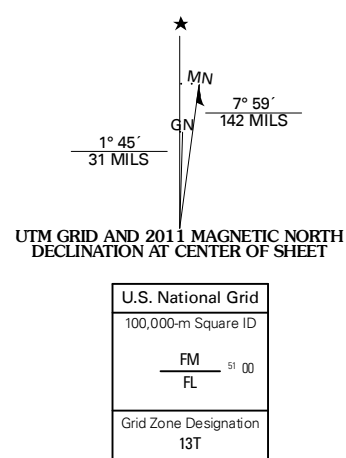 ★
MN
7° 59´
142 MILS
GN
1° 45´
31 MILS
UTM GRID AND 2011 MAGNETIC NORTH
DECLINATION AT CENTER OF SHEET
U.S. National Grid
100,000-m Square ID
FM
51 00
FL
Grid Zone Designation
13T